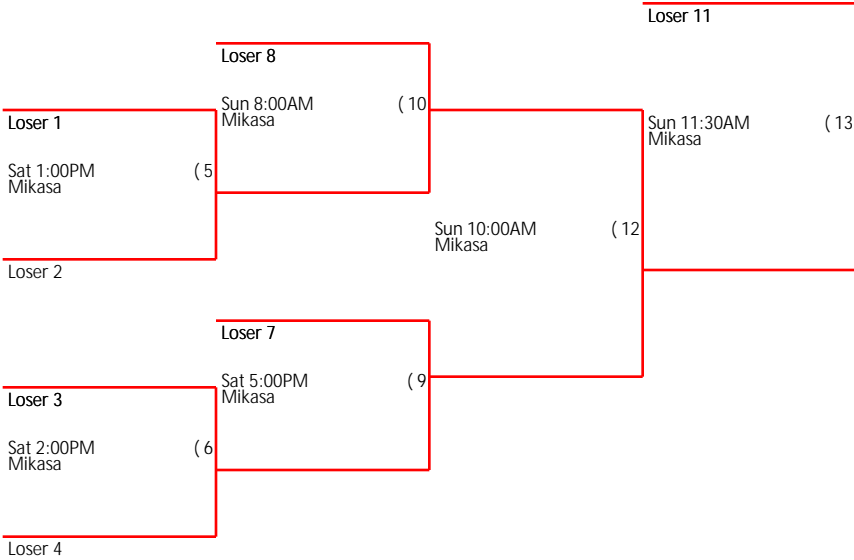 Loser 11
Loser 8
Sun 8:00AM ( 10
Mikasa
Loser 1
Sun 11:30AM ( 13
Mikasa
Sat 1:00PM ( 5
Mikasa
Sun 10:00AM ( 12
Mikasa
Loser 2
Loser 7
Sat 5:00PM ( 9
Mikasa
Loser 3
Sat 2:00PM ( 6
Mikasa
Loser 4